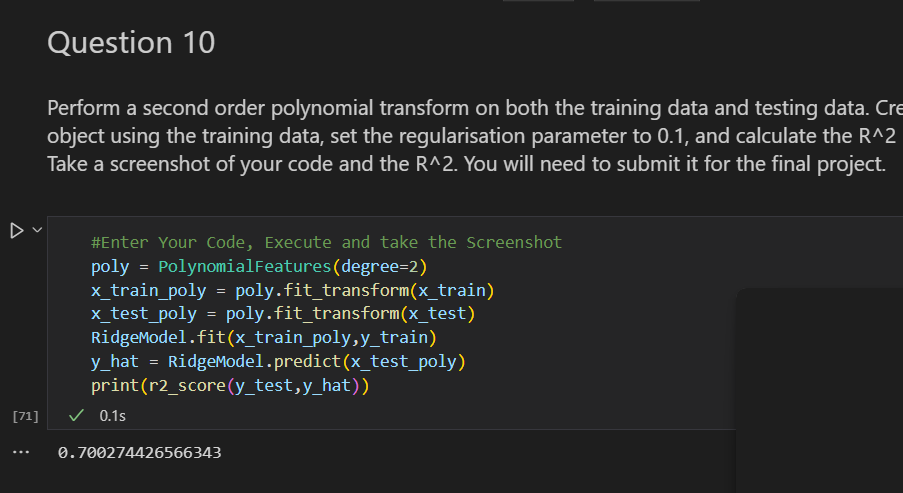 Question 10
Perform a second order polynomial transform on both the training data and testing data. Cre
object using the training data, set the regularisation parameter to 0.1, and calculate the R^2
Take a screenshot of your code and the R^2. You will need to submit it for the final project.
#Enter Your Code, Execute and take the Screenshot
poly = PolynomialFeatures(degree=2)
x_train_poly = poly.fit_transform(x_train)
x_test_poly = poly.fit_transform(x_test)
RidgeModel.fit(x_train_poly,y_train)
y_hat = RidgeModel.predict(x_test_poly)
print(r2_score(y_test,y_hat))
[71] ✓ 0.1s
... 0.700274426566343